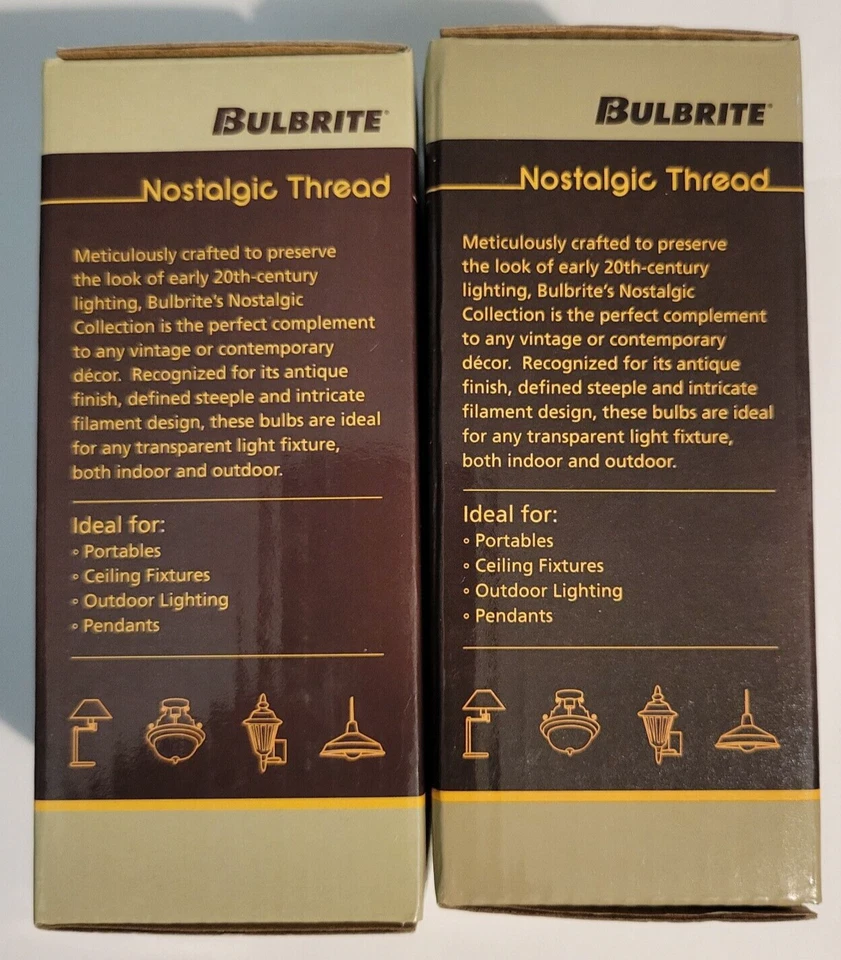 BULBRITE®
Nostalgic Thread
Meticulously crafted to preserve
the look of early 20th-century
lighting, Bulbrite's Nostalgic
Collection is the perfect complement
to any vintage or contemporary
décor. Recognized for its antique
finish, defined steeple and intricate
filament design, these bulbs are ideal
for any transparent light fixture,
both indoor and outdoor.
Ideal for:
◦ Portables
◦ Ceiling Fixtures
◦ Outdoor Lighting
◦ Pendants
BULBRITE®
Nostalgic Thread
Meticulously crafted to preserve
the look of early 20th-century
lighting, Bulbrite's Nostalgic
Collection is the perfect complement
to any vintage or contemporary
décor. Recognized for its antique
finish, defined steeple and intricate
filament design, these bulbs are ideal
for any transparent light fixture,
both indoor and outdoor.
Ideal for:
◦ Portables
◦ Ceiling Fixtures
◦ Outdoor Lighting
◦ Pendants